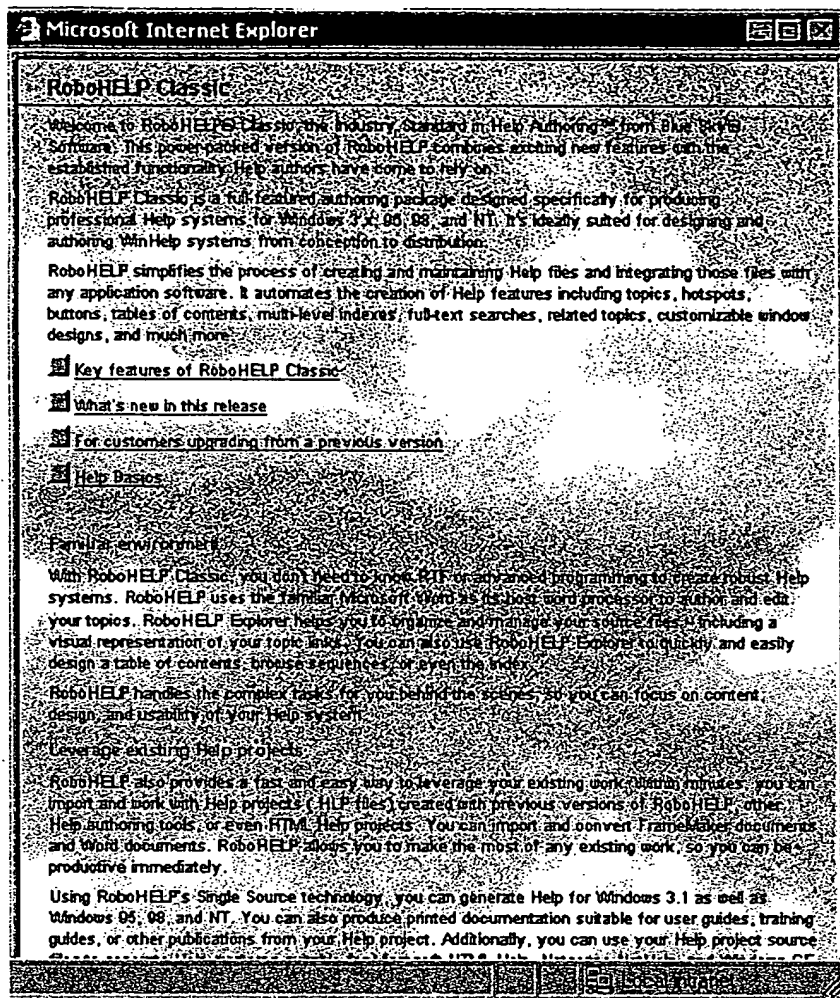 Microsoft Internet Explorer
RoboHELP Classic
Welcome to RoboHELP® Classic, the Industry Standard in Help Authoring™ from Blue Sky®
Software. This power-packed version of RoboHELP combines exciting new features with the
established functionality Help authors have come to rely on.
RoboHELP Classic is a full-featured authoring package designed specifically for producing
professional Help systems for Windows 3.x, 95, 98, and NT. It's ideally suited for designing and
authoring WinHelp systems from conception to distribution.
RoboHELP simplifies the process of creating and maintaining Help files and integrating those files with
any application software. It automates the creation of Help features including topics, hotspots,
buttons, tables of contents, multi-level indexes, full-text searches, related topics, customizable window
designs, and much more.
Key features of RoboHELP Classic
What's new in this release
For customers upgrading from a previous version
Help Basics
Familiar environment
With RoboHELP Classic, you don't need to know RTF or advanced programming to create robust Help
systems. RoboHELP uses the familiar Microsoft Word as its host word processor to author and edit
your topics. RoboHELP Explorer helps you to organize and manage your source files, including a
visual representation of your topic links. You can also use RoboHELP Explorer to quickly and easily
design a table of contents, browse sequences, or even the index.
RoboHELP handles the complex tasks for you behind the scenes, so you can focus on content,
design, and usability of your Help system.
Leverage existing Help projects
RoboHELP also provides a fast and easy way to leverage your existing work. Within minutes, you can
import and work with Help projects (.HLP files) created with previous versions of RoboHELP, other
Help authoring tools, or even HTML Help projects. You can import and convert FrameMaker documents
and Word documents. RoboHELP allows you to make the most of any existing work, so you can be
productive immediately.
Using RoboHELP's Single Source technology, you can generate Help for Windows 3.1 as well as
Windows 95, 98, and NT. You can also produce printed documentation suitable for user guides, training
guides, or other publications from your Help project. Additionally, you can use your Help project source
Local intranet